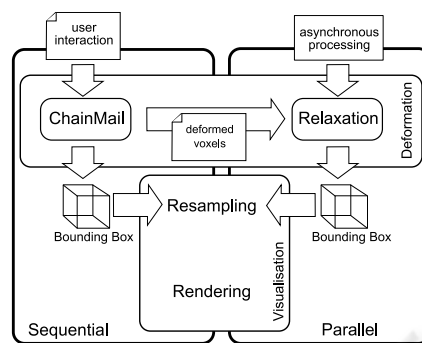 user
interaction
asynchronous
processing
ChainMail
deformed
voxels
Relaxation
Deformation
Bounding Box
Resampling
Bounding Box
Rendering
Visualisation
Sequential
Parallel